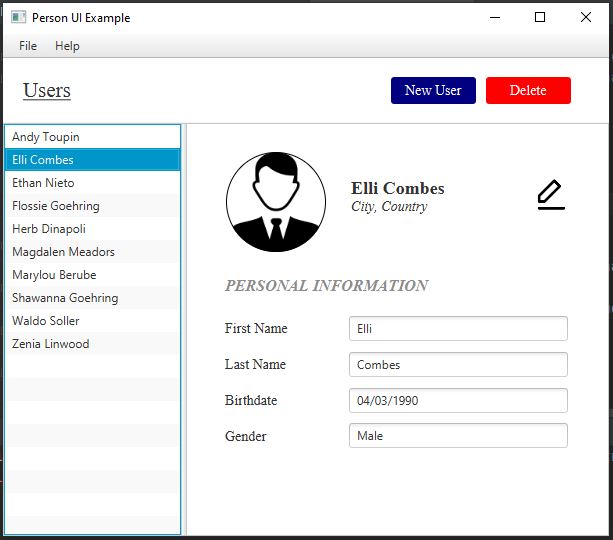 Person UI Example
File Help
Users
New User Delete
Andy Toupin
Elli Combes
Ethan Nieto
Flossie Goehring
Herb Dinapoli
Magdalen Meadors
Marylou Berube
Shawanna Goehring
Waldo Soller
Zenia Linwood
Elli Combes
City, Country
PERSONAL INFORMATION
First Name Elli
Last Name Combes
Birthdate 04/03/1990
Gender Male